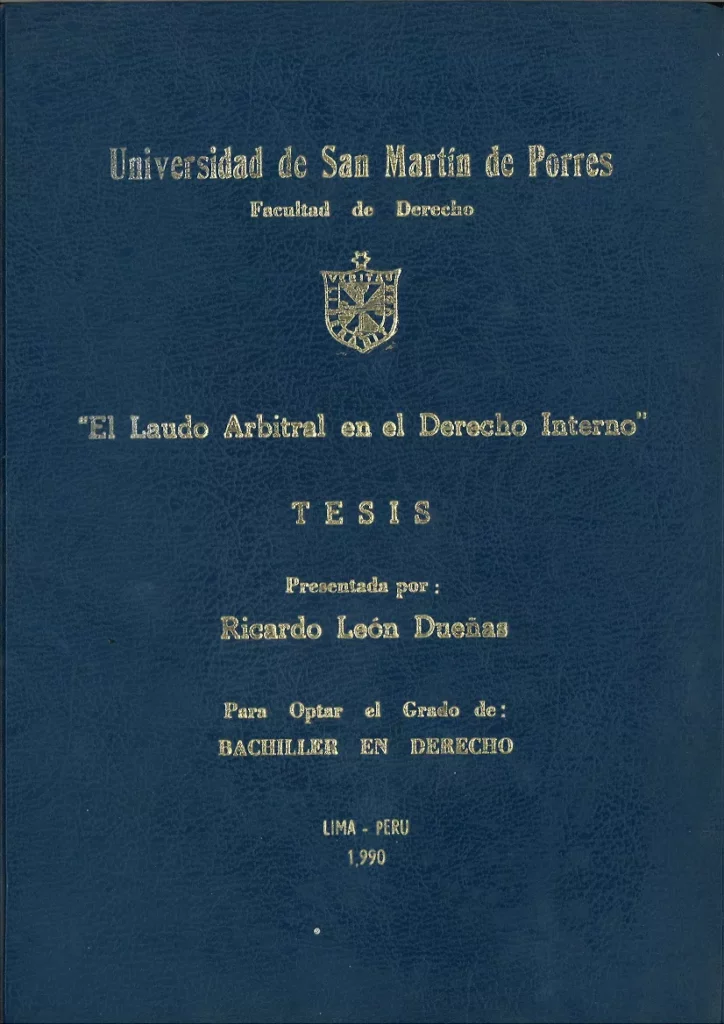 Universidad de San Martín de Porres
Facultad de Derecho
VERITAS
"El Laudo Arbitral en el Derecho Interno"
TESIS
Presentada por:
Ricardo León Dueñas
Para Optar el Grado de:
BACHILLER EN DERECHO
LIMA - PERU
1,990